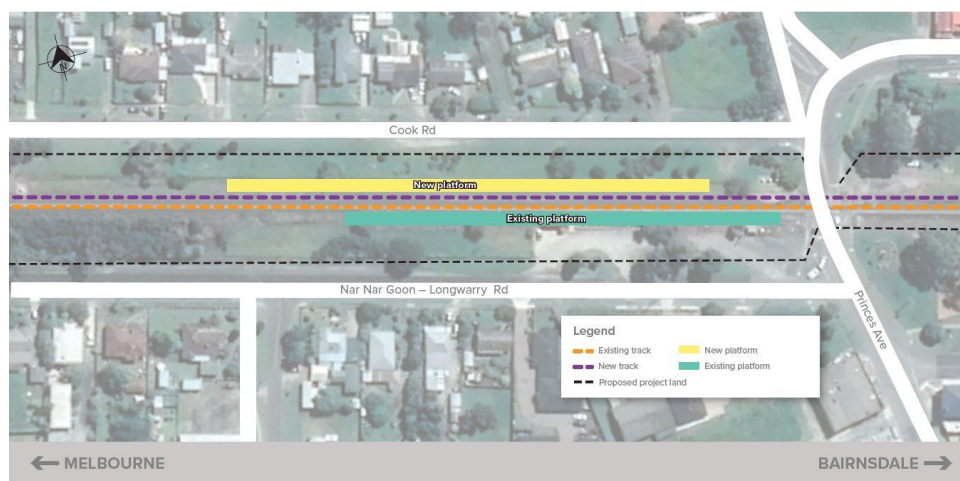 N
Cook Rd
New platform
Existing platform
Nar Nar Goon – Longwarry Rd
Princes Ave
Legend
Existing track
New platform
New track
Existing platform
Proposed project land
MELBOURNE
BAIRNSDALE